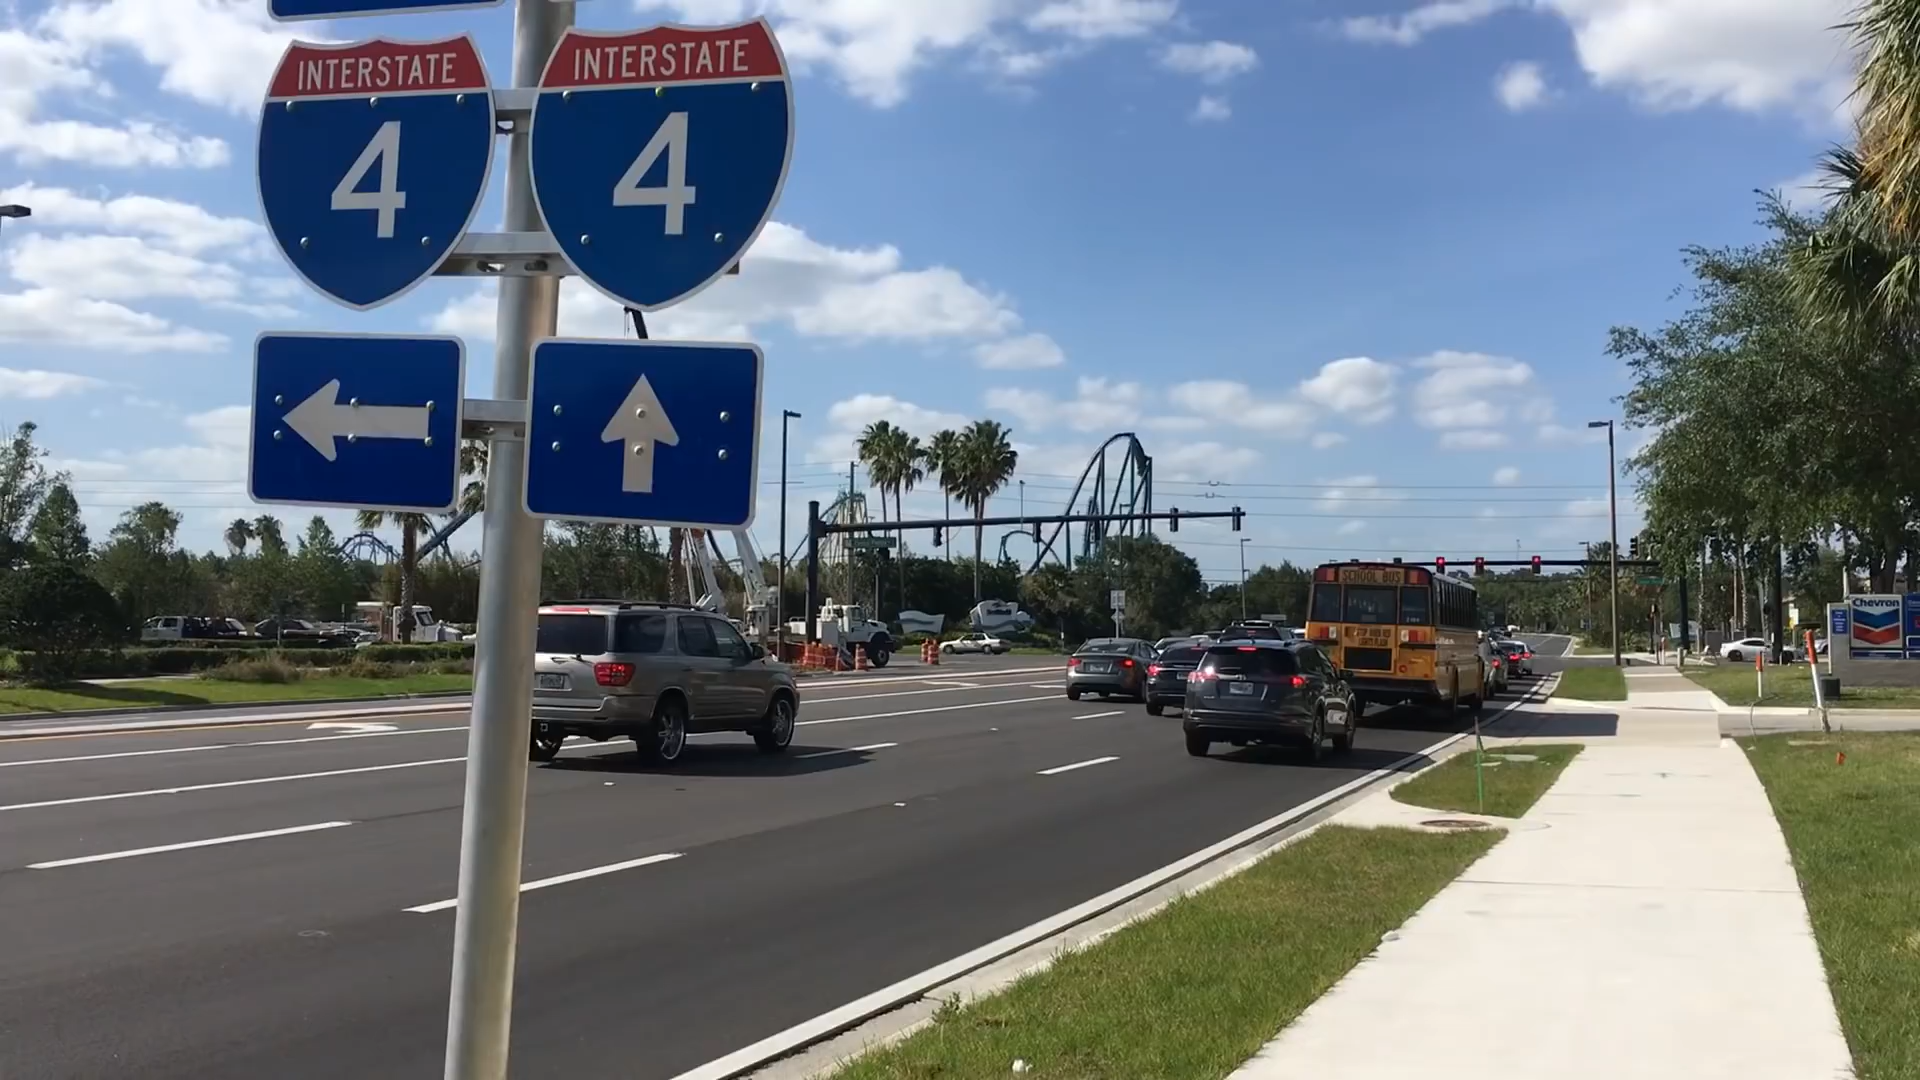 INTERSTATE
4
INTERSTATE
4
SCHOOL BUS
Chevron